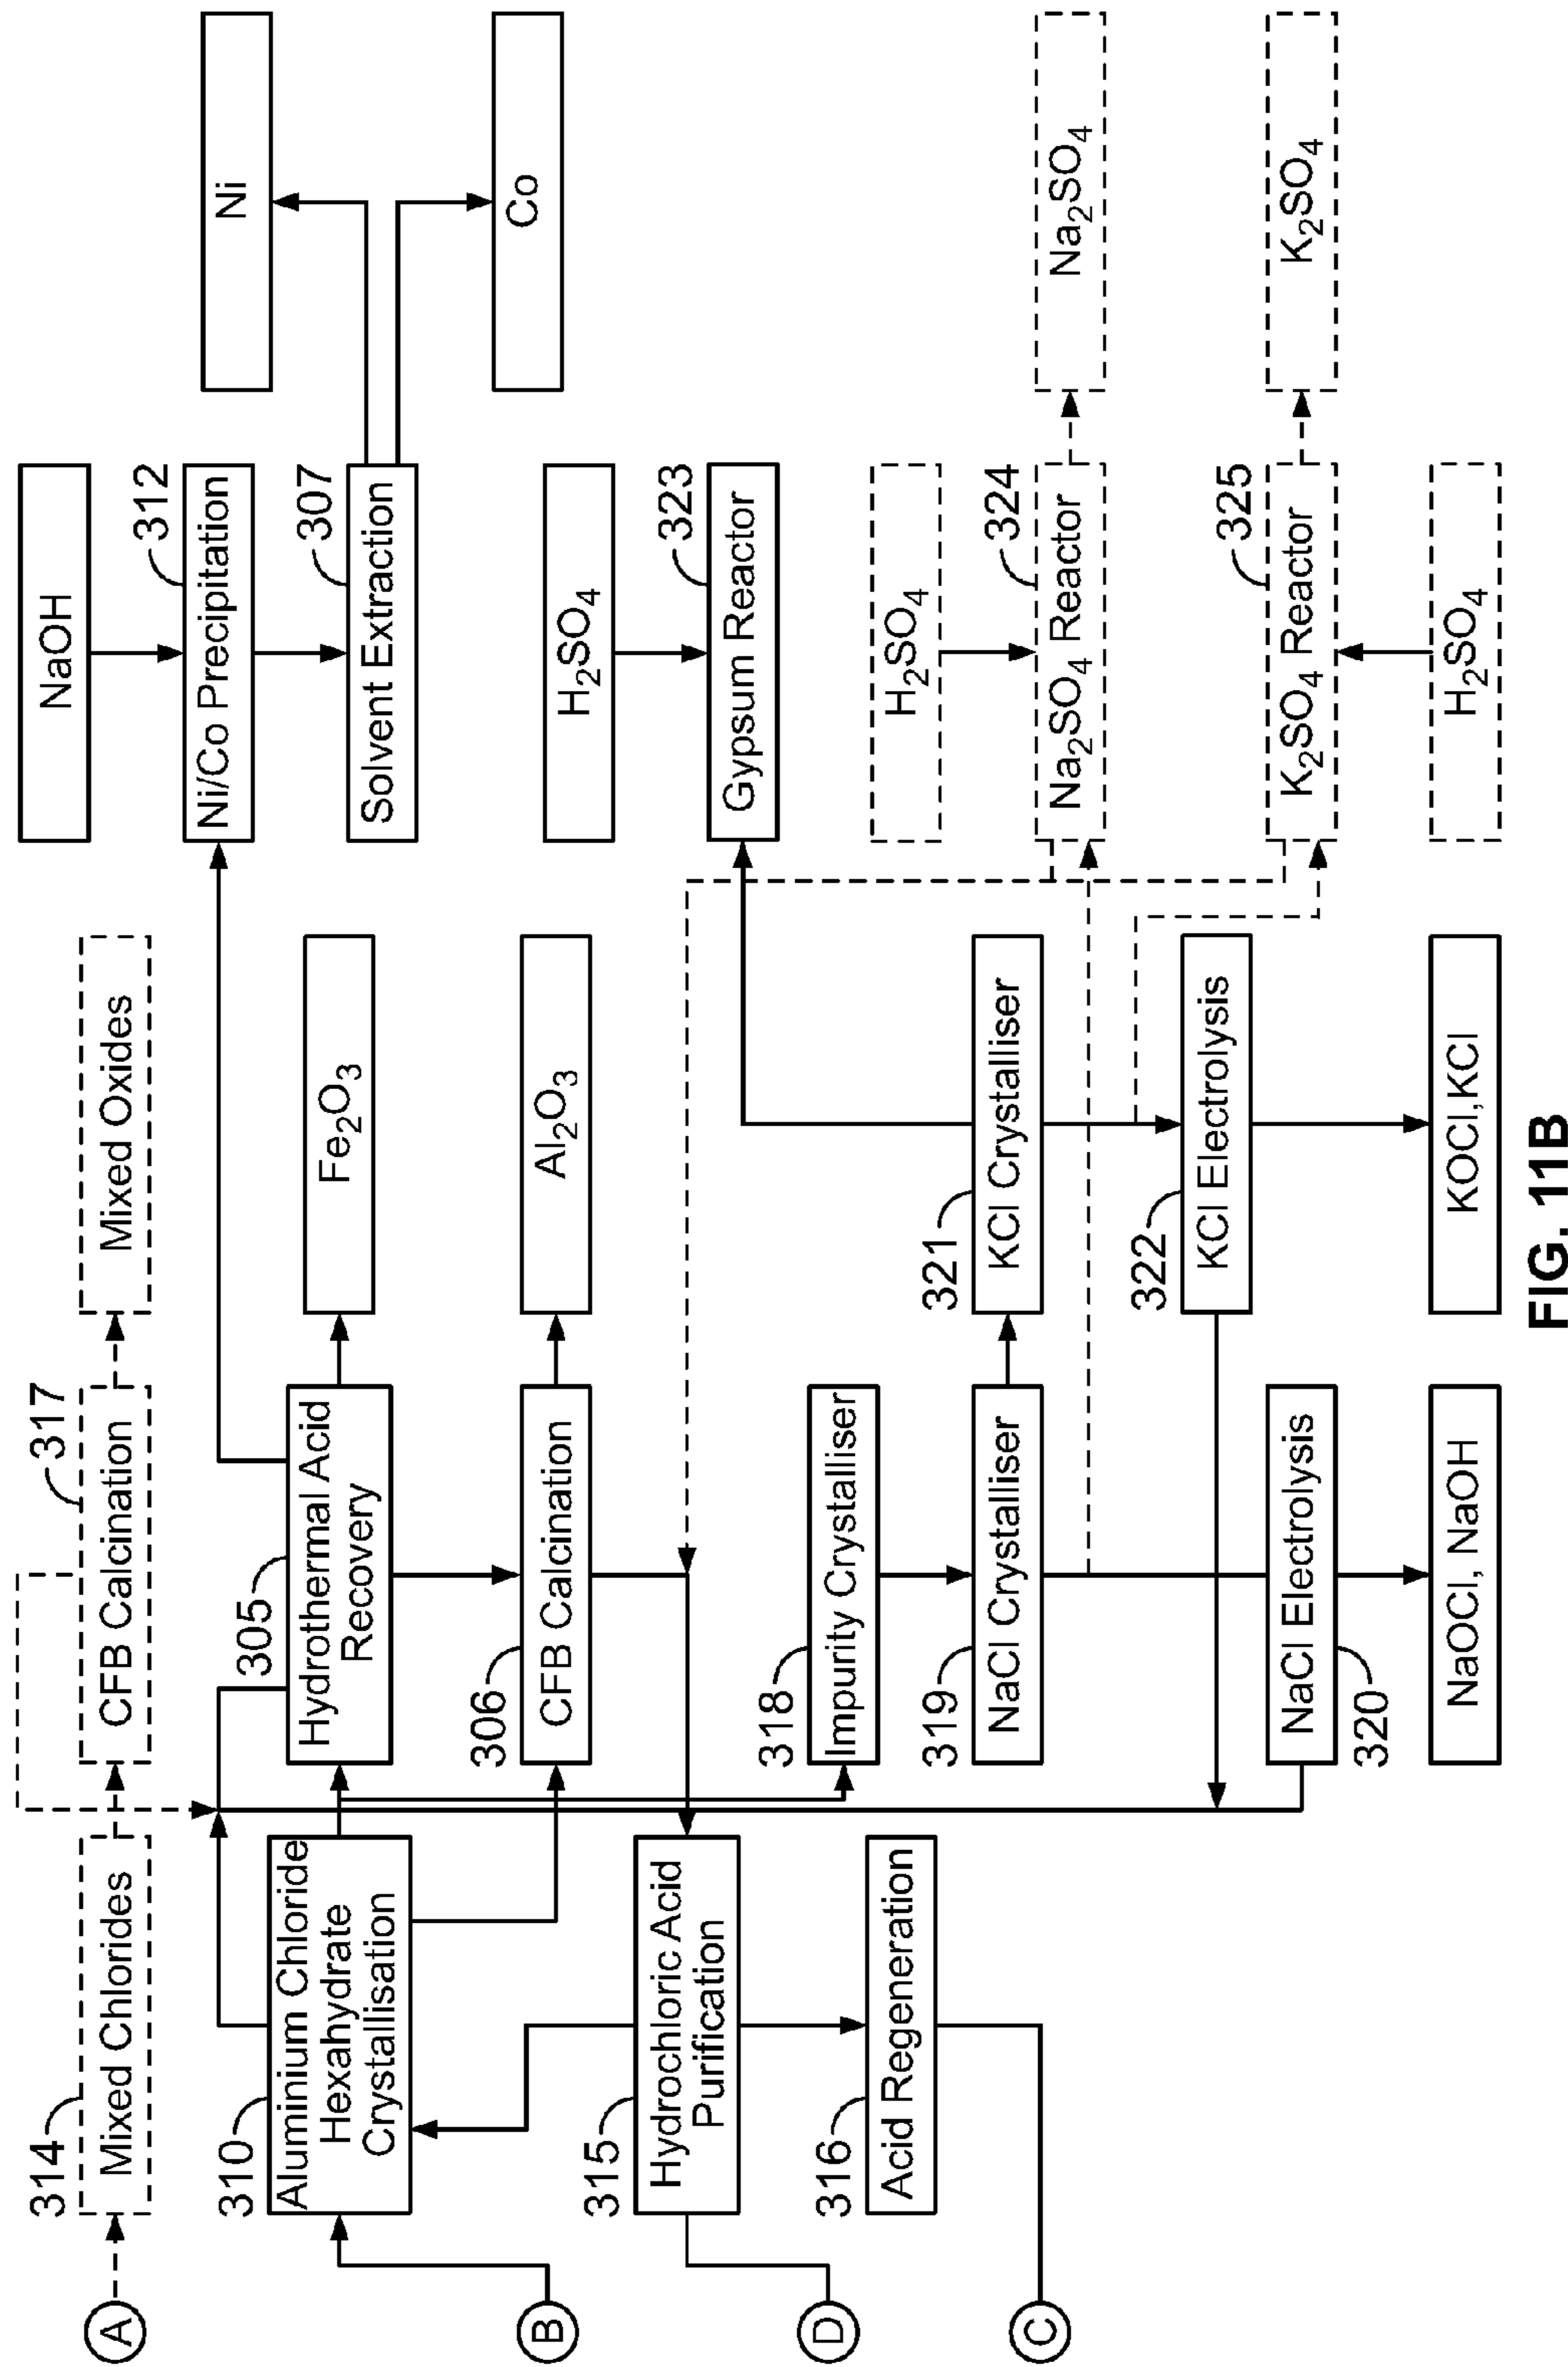 314
Mixed Chlorides
317
CFB Calcination
Mixed Oxides
NaOH
A
310
Aluminium Chloride
Hexahydrate
Crystallisation
305
Hydrothermal Acid
Recovery
Fe2O3
312
Ni/Co Precipitation
Ni
307
Solvent Extraction
B
306
CFB Calcination
Al2O3
H2SO4
Co
315
Hydrochloric Acid
Purification
323
Gypsum Reactor
D
316
Acid Regeneration
318
Impurity Crystalliser
H2SO4
C
319
NaCl Crystalliser
321
KCl Crystalliser
324
Na2SO4 Reactor
Na2SO4
322
KCl Electrolysis
NaCl Electrolysis
320
325
K2SO4 Reactor
K2SO4
NaOCl, NaOH
KOCl,KCl
H2SO4
FIG. 11B